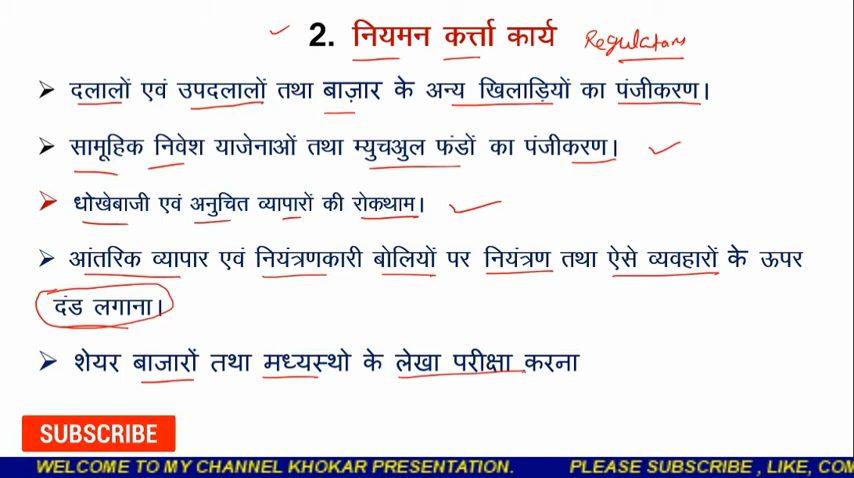 2. नियमन कर्त्ता कार्य Regulators
दलालों एवं उपदलालों तथा बाज़ार के अन्य खिलाड़ियों का पंजीकरण।
सामूहिक निवेश याजेनाओं तथा म्युचअुल फंडों का पंजीकरण।
धोखेबाजी एवं अनुचित व्यापारों की रोकथाम।
आंतरिक व्यापार एवं नियंत्रणकारी बोलियों पर नियंत्रण तथा ऐसे व्यवहारों के ऊपर
दंड लगाना।
शेयर बाजारों तथा मध्यस्थो के लेखा परीक्षा करना
SUBSCRIBE
WELCOME TO MY CHANNEL KHOKAR PRESENTATION. PLEASE SUBSCRIBE , LIKE, COM